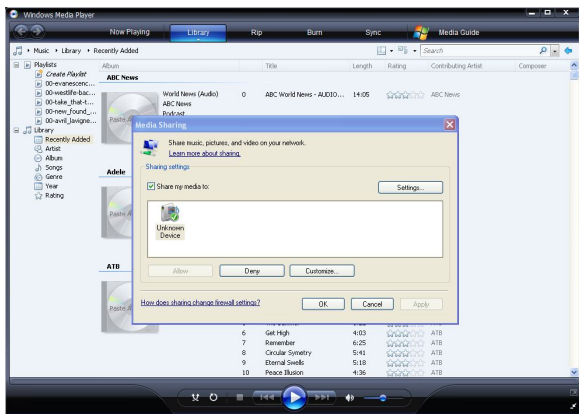 Windows Media Player
Now Playing Library Rip Burn Sync Media Guide
Music Library Recently Added Search
Playlists Album Title Length Rating Contributing Artist Composer
Create Playlist ABC News
00-evanescenc...
00-westlife-bac... World News (Audio) 0 ABC World News - AUDIO... 14:05 ABC News
00-take_that-t... ABC News
00-new_found_... Podcast
00-avril_lavigne... Paste A
Library
Recently Added
Artist
Album
Songs
Genre
Year
Rating
Adele
Paste A
ATB
Paste A
Media Sharing
Share music, pictures, and video on your network.
Learn more about sharing.
Sharing settings
Share my media to: Settings...
Unknown
Device
Allow Deny Customize...
How does sharing change firewall settings? OK Cancel Apply
ATB
6 Get High 4:03 ATB
7 Remember 6:25 ATB
8 Circular Symetry 5:41 ATB
9 Eternal Swells 5:18 ATB
10 Peace Illusion 4:36 ATB